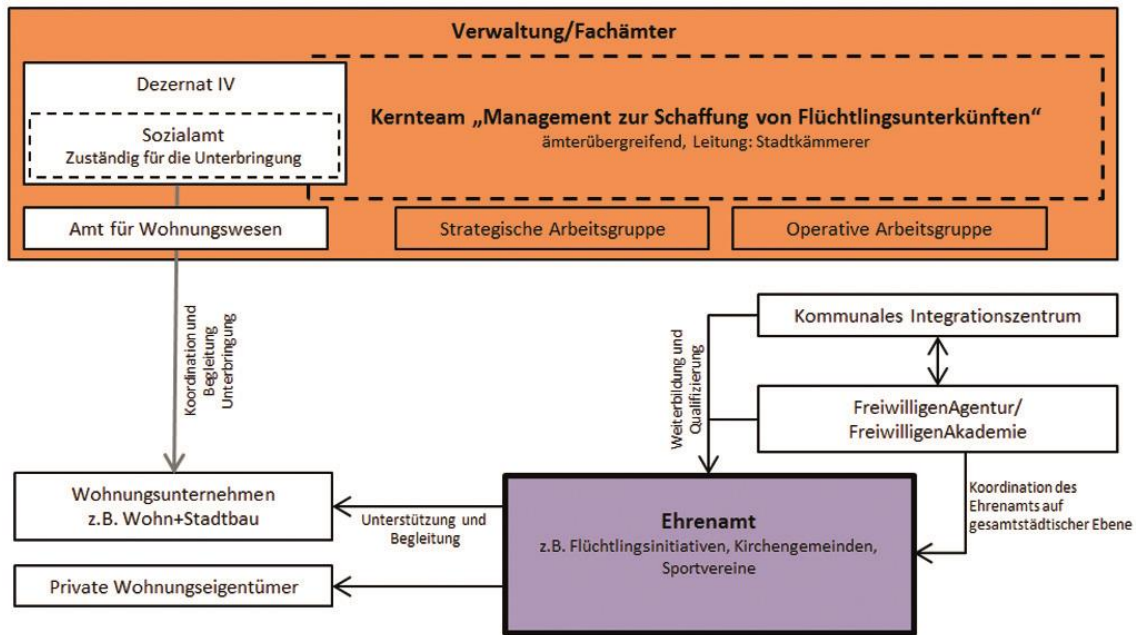 Verwaltung/Fachämter
Dezernat IV
Sozialamt
Zuständig für die Unterbringung
Kernteam „Management zur Schaffung von Flüchtlingsunterkünften“
ämterübergreifend, Leitung: Stadtkämmerer
Amt für Wohnungswesen
Strategische Arbeitsgruppe
Operative Arbeitsgruppe
Koordination und
Begleitung
Unterbringung
Weiterbildung und
Qualifizierung
Kommunales Integrationszentrum
FreiwilligenAgentur/
FreiwilligenAkademie
Koordination des
Ehrenamts auf
gesamtstädtischer Ebene
Wohnungsunternehmen
z.B. Wohn+Stadtbau
Unterstützung und
Begleitung
Ehrenamt
z.B. Flüchtlingsinitiativen, Kirchengemeinden,
Sportvereine
Private Wohnungseigentümer